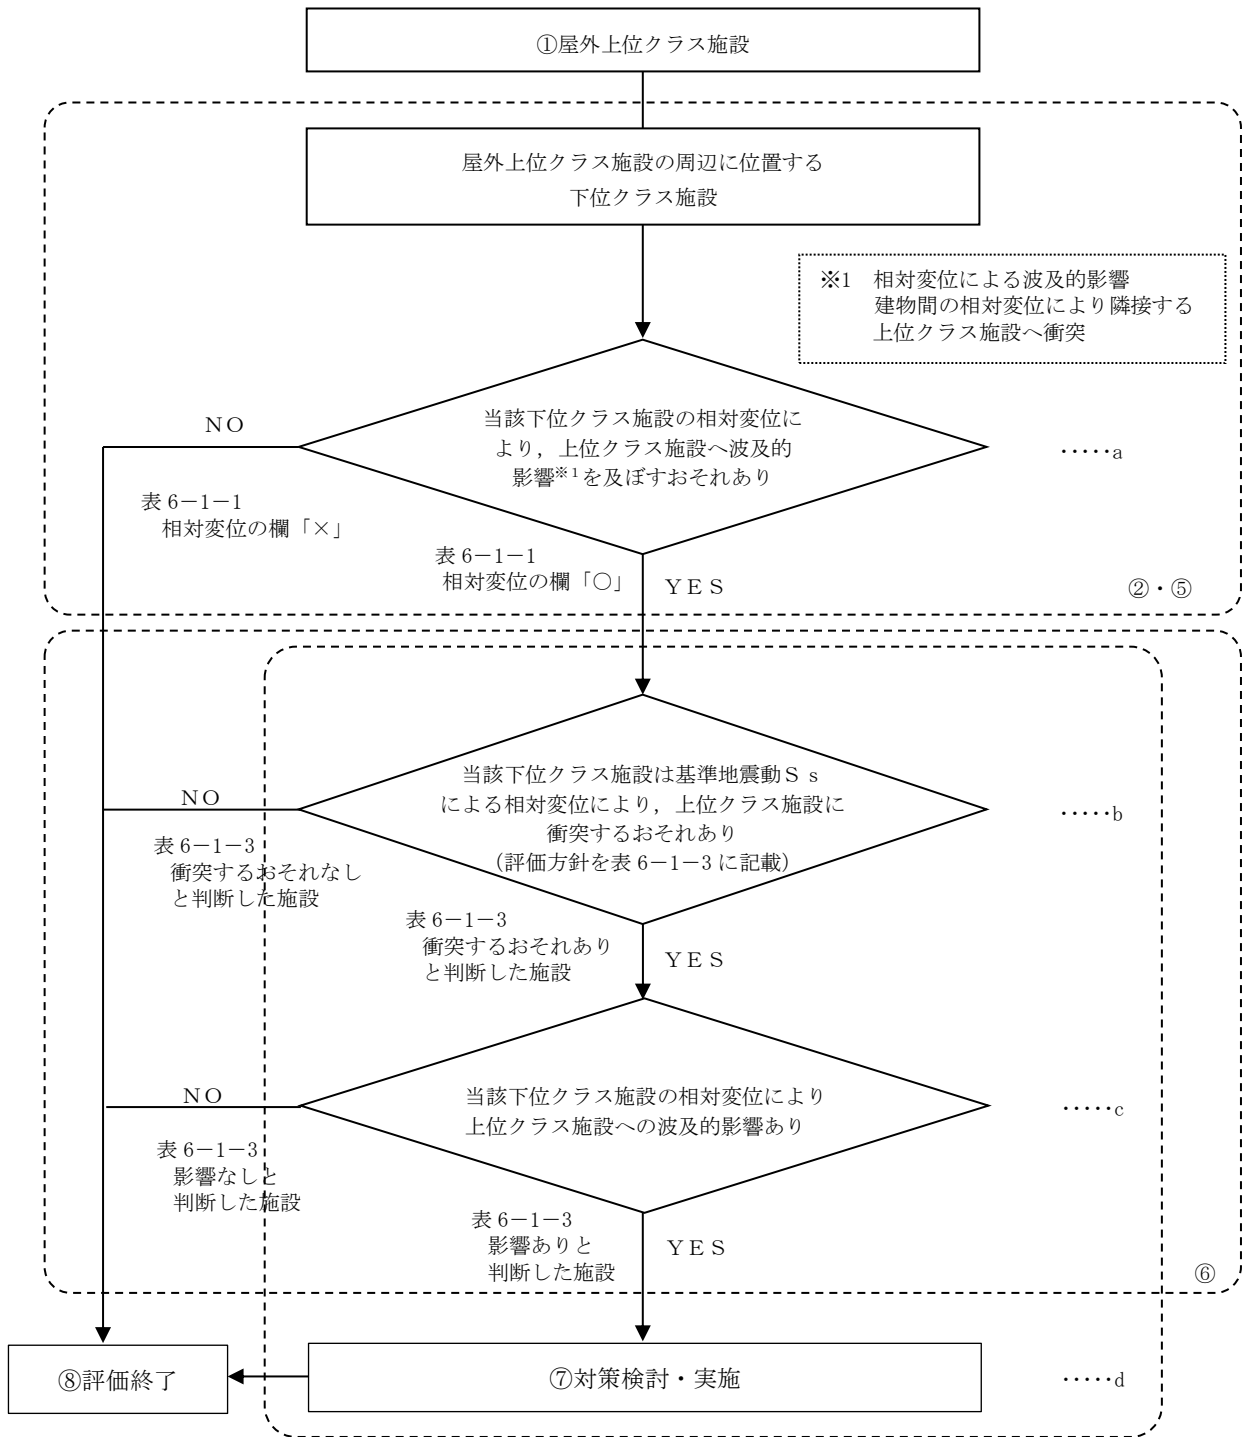 ①屋外上位クラス施設
屋外上位クラス施設の周辺に位置する
下位クラス施設
※1　相対変位による波及的影響
建物間の相対変位により隣接する
上位クラス施設へ衝突
当該下位クラス施設の相対変位に
より，上位クラス施設へ波及的
影響※1を及ぼすおそれあり
･････a
ＮＯ
表 6－1－1
相対変位の欄「×」
表 6－1－1
相対変位の欄「○」
ＹＥＳ
②・⑤
当該下位クラス施設は基準地震動Ｓｓ
による相対変位により，上位クラス施設に
衝突するおそれあり
（評価方針を表 6－1－3 に記載）
･････b
ＮＯ
表 6－1－3
衝突するおそれなし
と判断した施設
表 6－1－3
衝突するおそれあり
と判断した施設
ＹＥＳ
当該下位クラス施設の相対変位により
上位クラス施設への波及的影響あり
･････c
ＮＯ
表 6－1－3
影響なしと
判断した施設
表 6－1－3
影響ありと
判断した施設
ＹＥＳ
⑥
⑧評価終了
⑦対策検討・実施
･････d